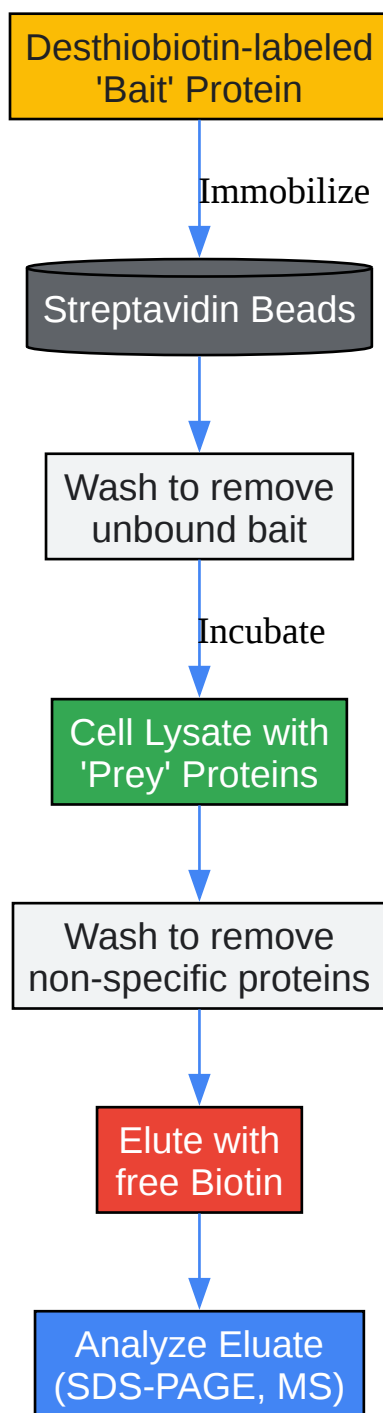 Desthiobiotin-labeled
'Bait' Protein
Immobilize
Streptavidin Beads
Wash to remove
unbound bait
Incubate
Cell Lysate with
'Prey' Proteins
Wash to remove
non-specific proteins
Elute with
free Biotin
Analyze Eluate
(SDS-PAGE, MS)